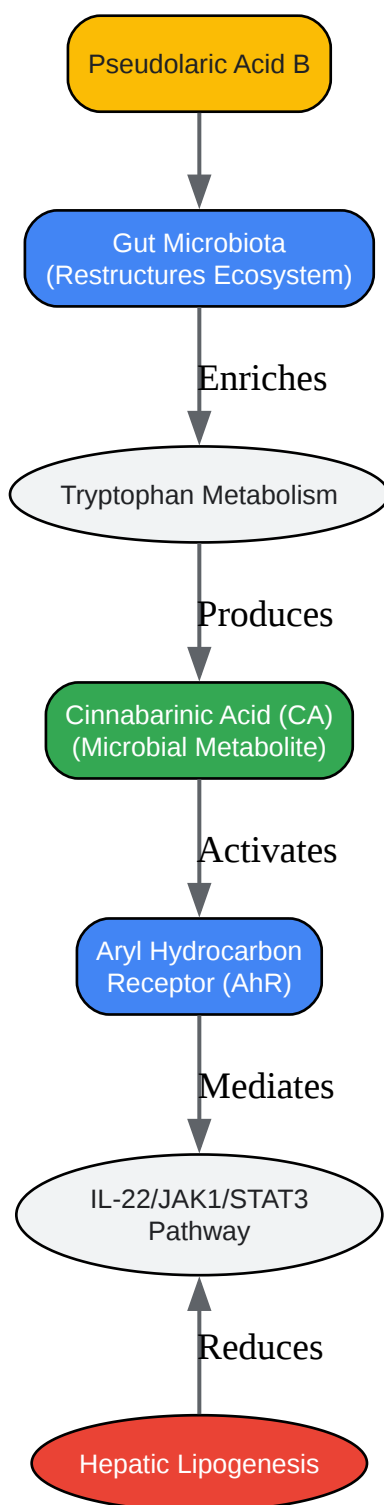 Pseudolaric Acid B
Gut Microbiota
(Restructures Ecosystem)
Enriches
Tryptophan Metabolism
Produces
Cinnabarinic Acid (CA)
(Microbial Metabolite)
Activates
Aryl Hydrocarbon
Receptor (AhR)
Mediates
IL-22/JAK1/STAT3
Pathway
Reduces
Hepatic Lipogenesis